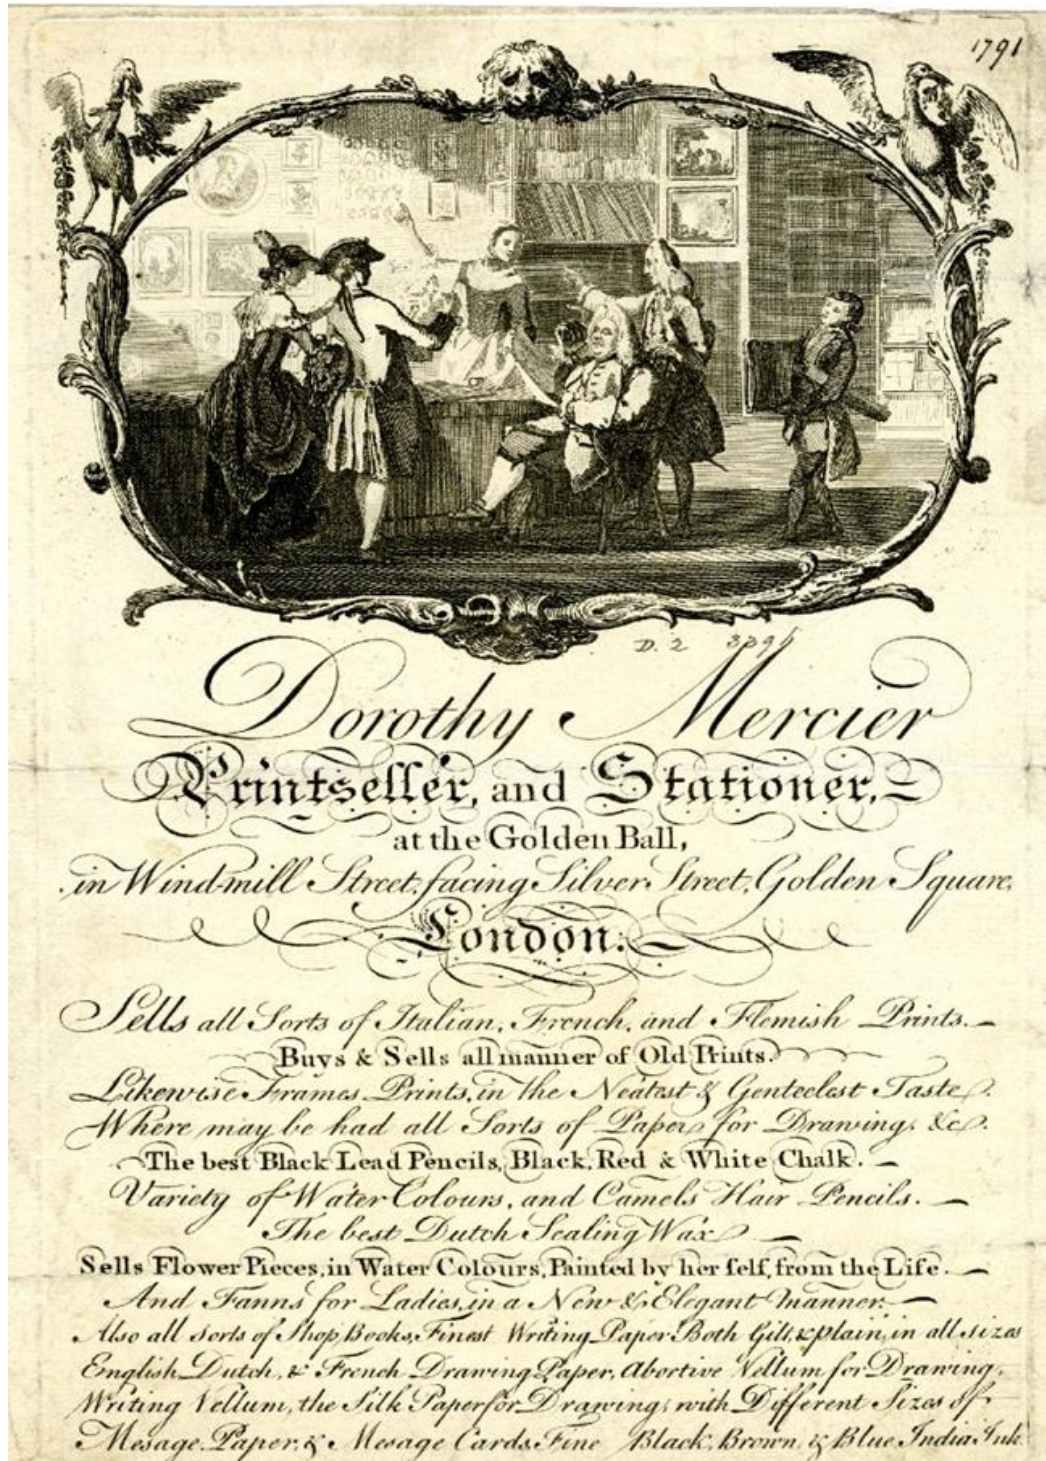 1791
D. 2 3396
Dorothy Mercier
Printseller, and Stationer,
at the Golden Ball,
in Wind-mill Street, facing Silver Street, Golden Square,
London.
Sells all Sorts of Italian, French, and Flemish Prints.
Buys & Sells all manner of Old Prints.
Likewise Frames Prints, in the Neatest & Genteelest Taste.
Where may be had all Sorts of Paper for Drawing, &c.
The best Black Lead Pencils, Black, Red & White Chalk.
Variety of Water Colours, and Camels Hair Pencils.
The best Dutch Sealing Wax
Sells Flower Pieces, in Water Colours, Painted by her ſelf, from the Life.
And Fanns for Ladies, in a New & Elegant manner.
Also all sorts of Shop Books, Finest Writing Paper Both Gilt, & plain, in all sizes
English Dutch, & French Drawing Paper, Abortive Vellum for Drawing,
Writing Vellum, the Silk Paper for Drawing; with Different Sizes of
Mesage Paper, & Mesage Cards, Fine Black, Brown, & Blue India Ink